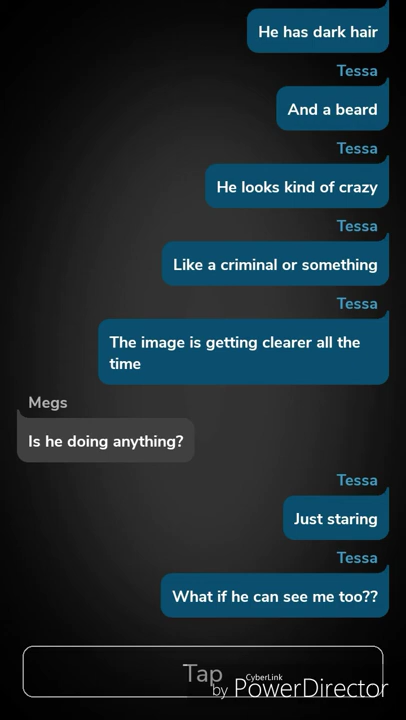 He has dark hair
Tessa
And a beard
Tessa
He looks kind of crazy
Tessa
Like a criminal or something
Tessa
The image is getting clearer all the
time
Megs
Is he doing anything?
Tessa
Just staring
Tessa
What if he can see me too??
Tap
by CyberLink
PowerDirector